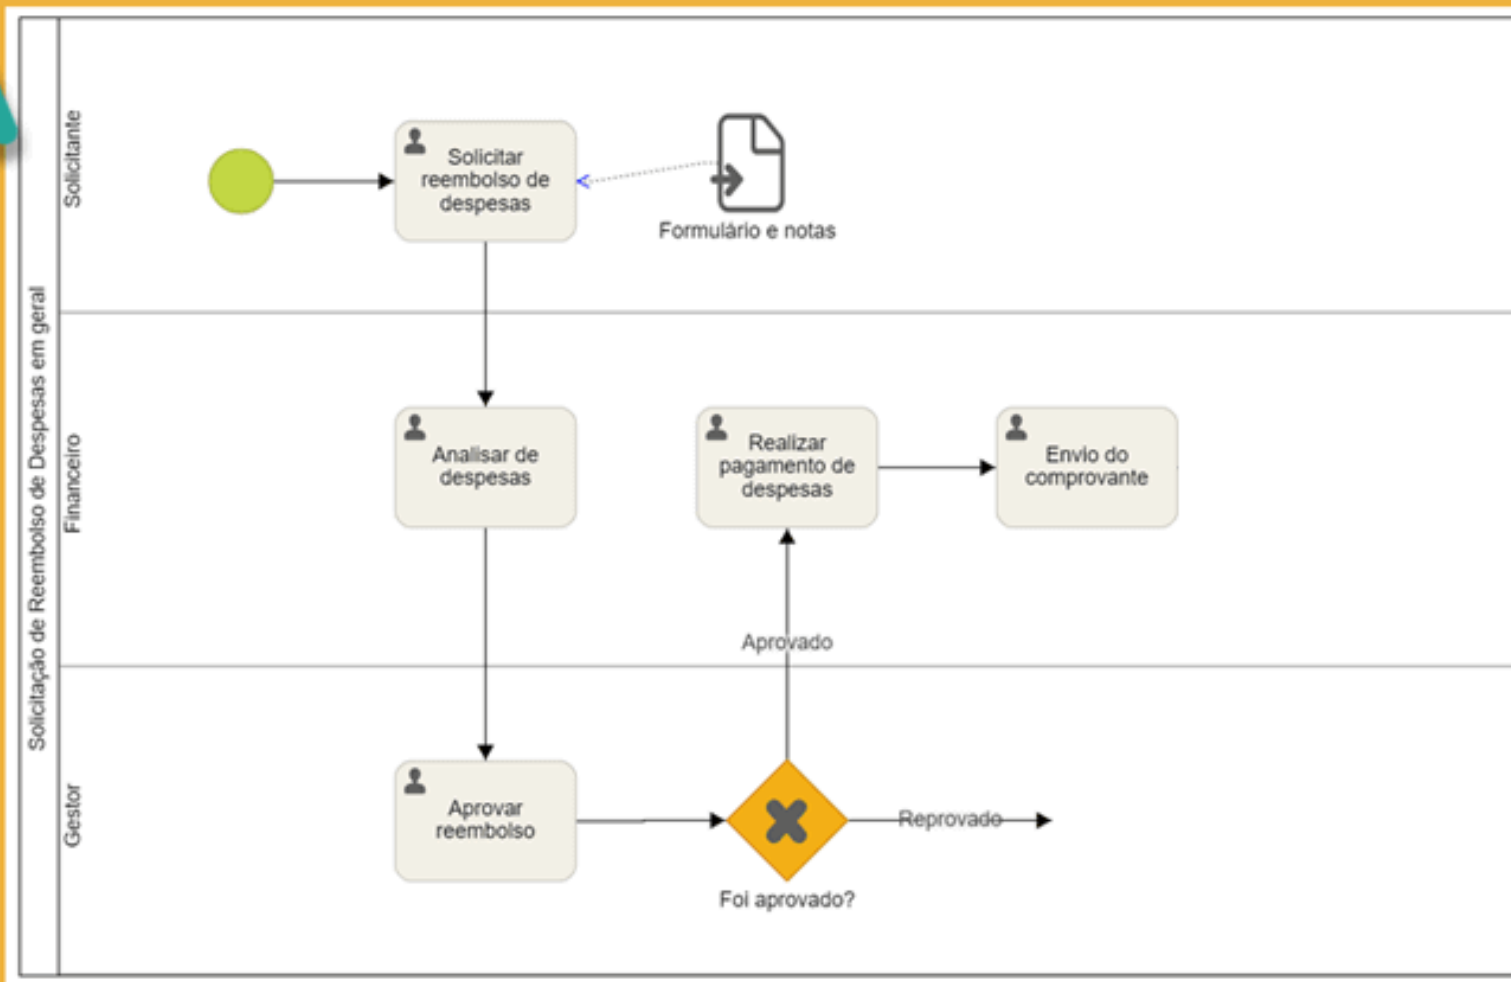 Solicitação de Reembolso de Despesas em geral
Solicitante
Solicitar
reembolso de
despesas
Formulário e notas
Financeiro
Analisar de
despesas
Realizar
pagamento de
despesas
Envio do
comprovante
Aprovado
Gestor
Aprovar
reembolso
Reprovado
Foi aprovado?